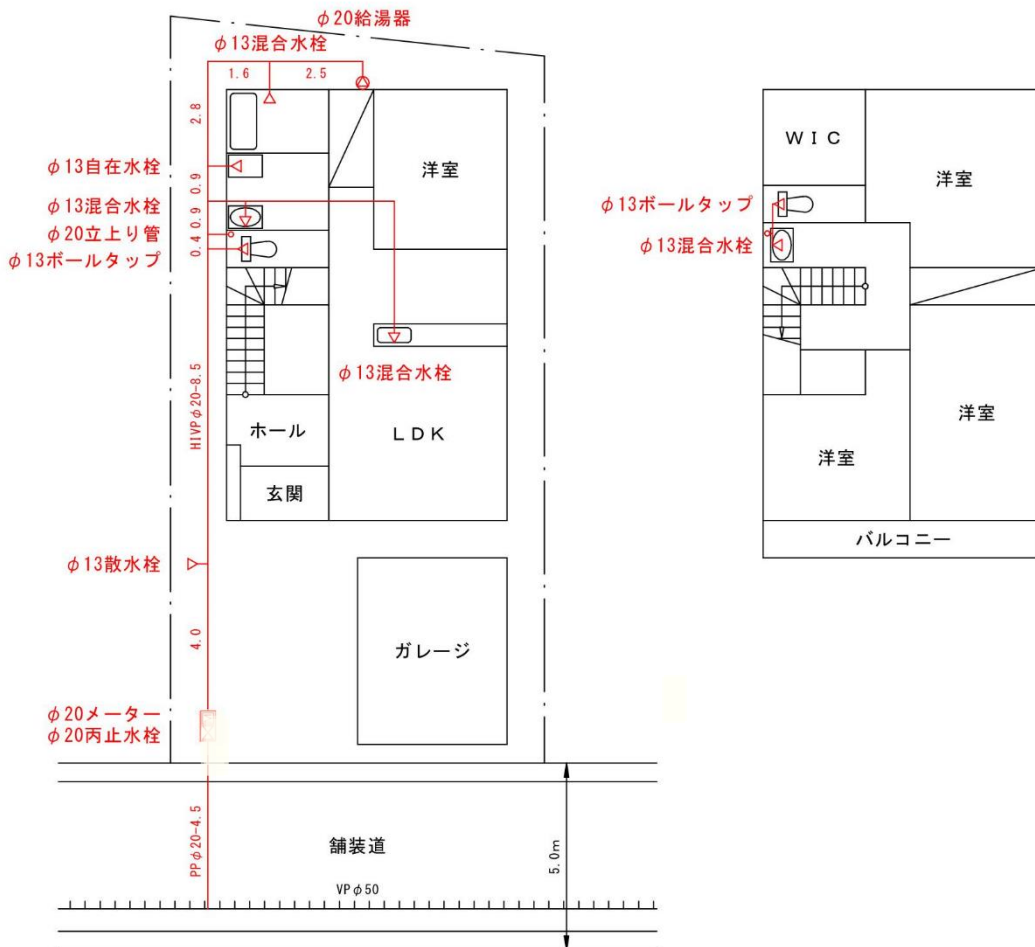 φ20給湯器
φ13混合水栓
1.6
2.5
2.8
φ13自在水栓
0.9
φ13混合水栓
0.9
φ20立上り管
0.4
φ13ボールタップ
洋室
φ13混合水栓
HIVPφ20-8.5
ホール
LDK
玄関
φ13散水栓
4.0
ガレージ
φ20メーター
φ20丙止水栓
PPφ20-4.5
舗装道
VPφ50
5.0m
WIC
洋室
φ13ボールタップ
φ13混合水栓
洋室
洋室
バルコニー